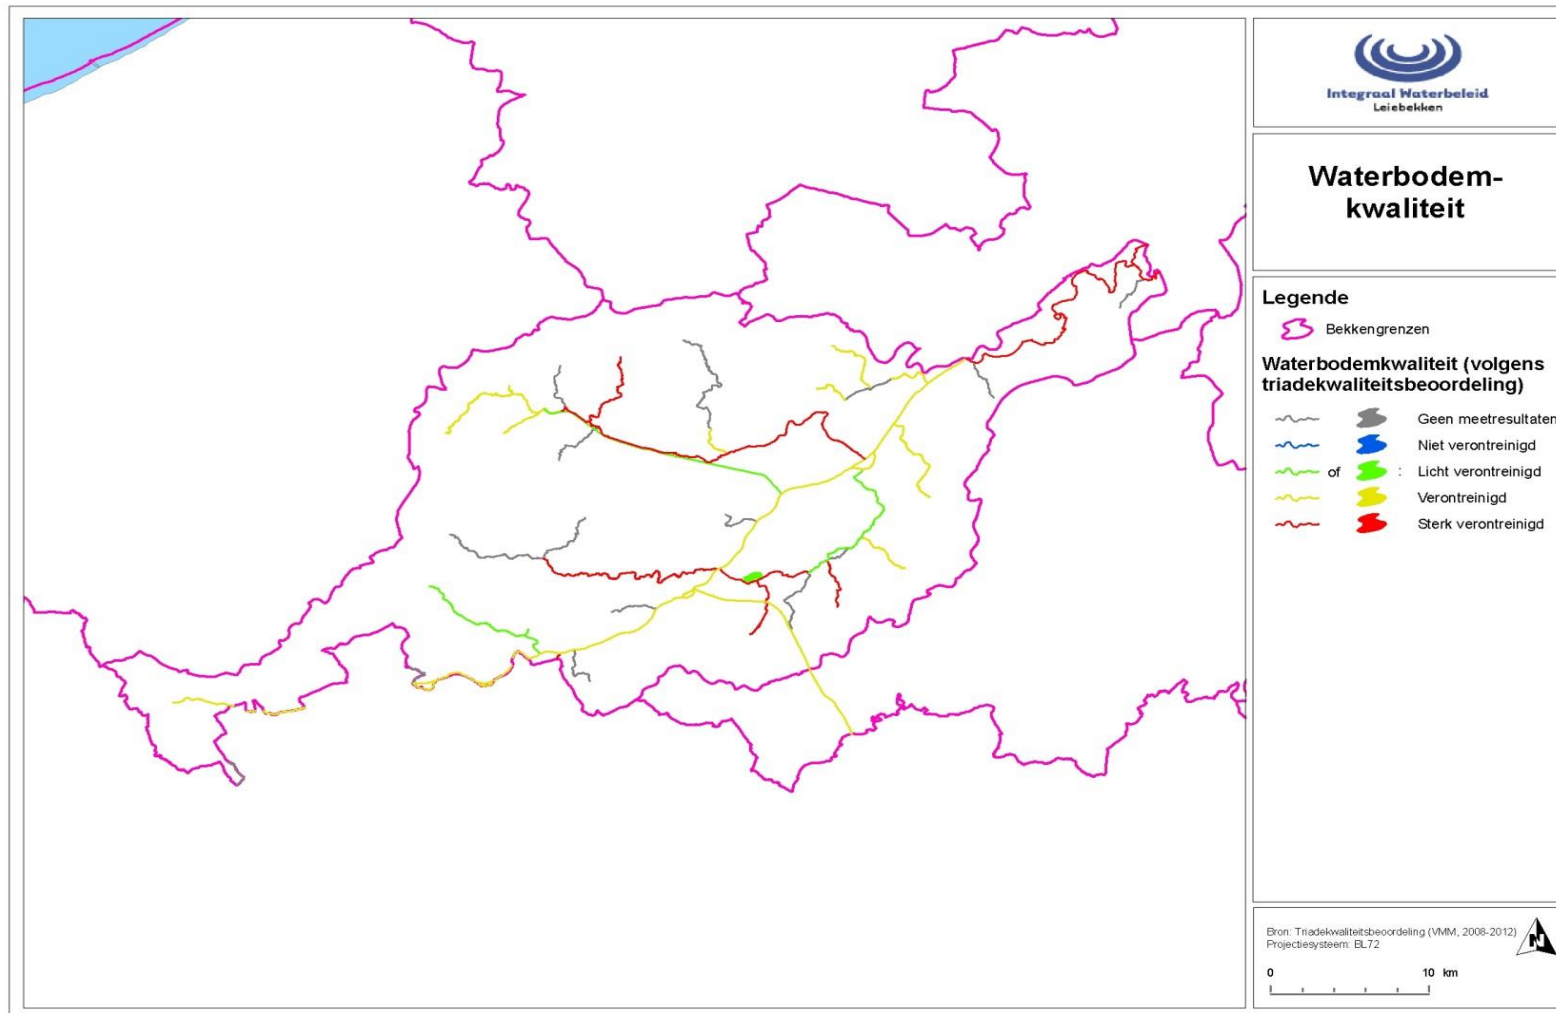 Integraal Waterbeleid
Leiebekken
Waterbodem-
kwaliteit
Legende
Bekkengrenzen
Waterbodemkwaliteit (volgens
triadekwaliteitsbeoordeling)
Geen meetresultaten
Niet verontreinigd
of : Licht verontreinigd
Verontreinigd
Sterk verontreinigd
Bron: Triadekwaliteitsbeoordeling (VMM, 2008-2012)
Projectiesysteem: BL72
N
0 10 km